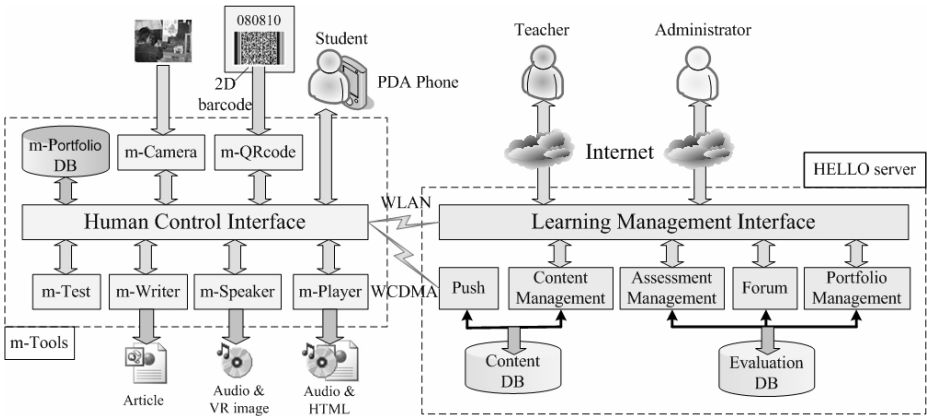 080810
2D
barcode
Student
PDA Phone
Teacher
Administrator
Internet
m-Portfolio
DB
m-Camera
m-QRcode
HELLO server
Human Control Interface
WLAN
Learning Management Interface
m-Test
m-Writer
m-Speaker
m-Player
WCDMA
Push
Content
Management
Assessment
Management
Forum
Portfolio
Management
m-Tools
Article
Audio &
VR image
Audio &
HTML
Content
DB
Evaluation
DB